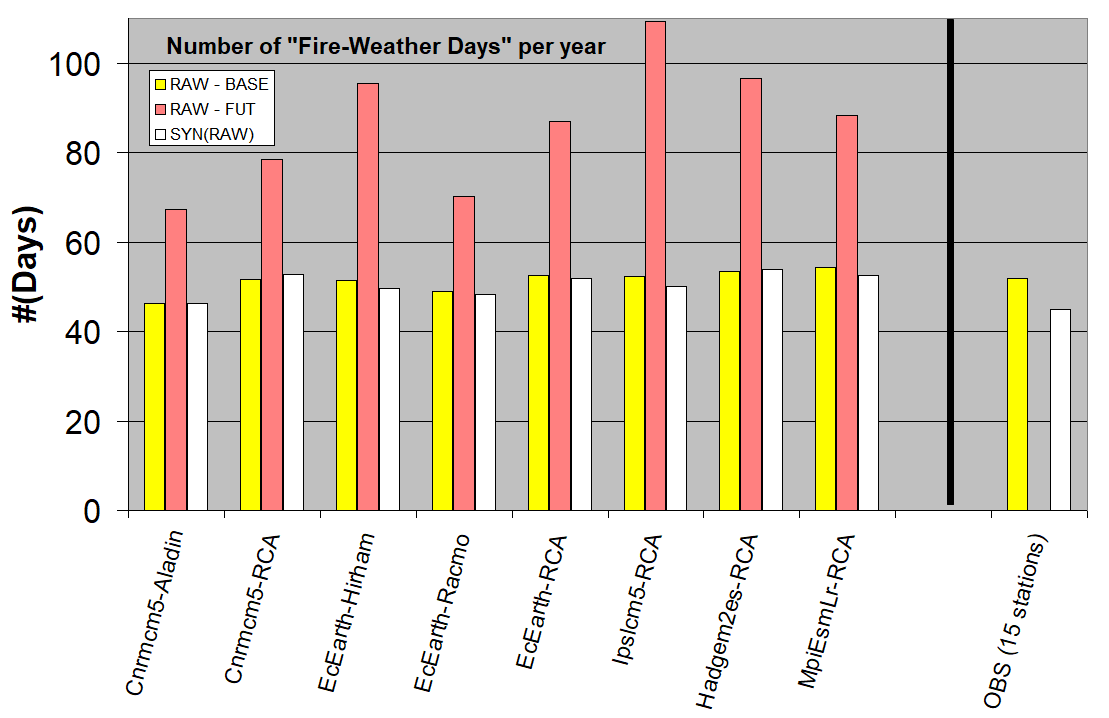 Number of "Fire-Weather Days" per year
RAW - BASE
RAW - FUT
SYN(RAW)
#(Days)
100
80
60
40
20
0
Cnrmcm5-Aladin
Cnrmcm5-RCA
EcEarth-Hirham
EcEarth-Racmo
EcEarth-RCA
Ipslcm5-RCA
Hadgem2es-RCA
MpiEsmLr-RCA
OBS (15 stations)